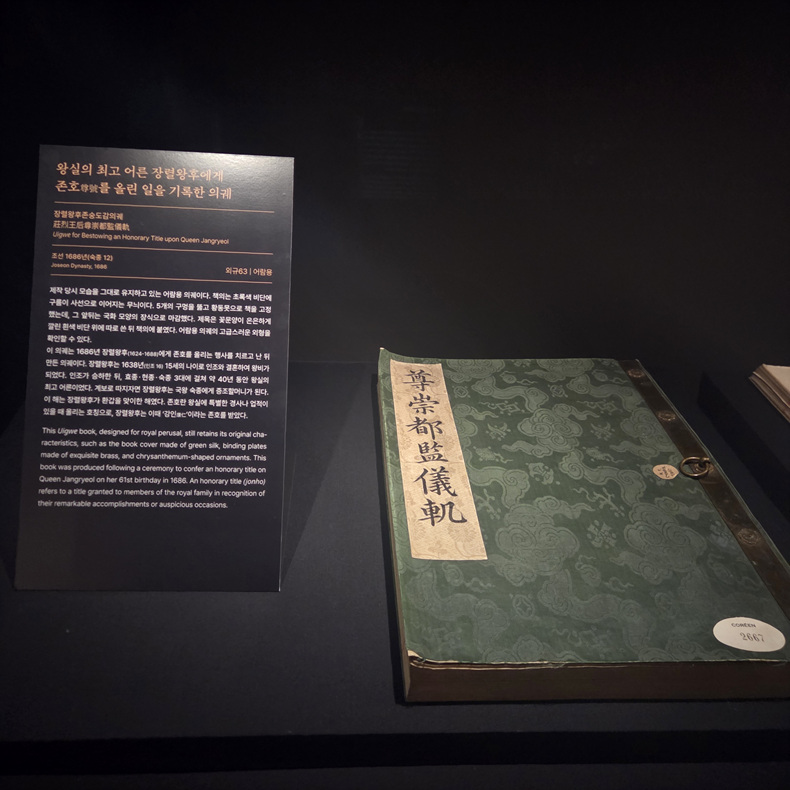 왕실의 최고 어른 장렬왕후에게
존호尊號를 올린 일을 기록한 의궤
장렬왕후존숭도감의궤
莊烈王后尊崇都監儀軌
Uigwe for Bestowing an Honorary Title upon Queen Jangryeol
조선 1686년(숙종 12)
Joseon Dynasty, 1686
외규63 | 어람용
제작 당시 모습을 그대로 유지하고 있는 어람용 의궤이다. 책의는 초록색 비단에
구름이 사선으로 이어지는 무늬이다. 5개의 구멍을 뚫고 황동못으로 책을 고정
했는데, 그 앞뒤는 국화 모양의 장식으로 마감했다. 제목은 꽃문양이 은은하게
깔린 흰색 비단 위에 따로 쓴 뒤 책의에 붙였다. 어람용 의궤의 고급스러운 외형을
확인할 수 있다.
이 의궤는 1686년 장렬왕후(1624-1688)에게 존호를 올리는 행사를 치르고 난 뒤
만든 의궤이다. 장렬왕후는 1638년(인조 16) 15세의 나이로 인조와 결혼하여 왕비가
되었다. 인조가 승하한 뒤, 효종·현종·숙종 3대에 걸쳐 약 40년 동안 왕실의
최고 어른이었다. 계보로 따지자면 장렬왕후는 국왕 숙종에게 증조할머니가 된다.
이 해는 장렬왕후가 환갑을 맞이한 해였다. 존호란 왕실에 특별한 경사나 업적이
있을 때 올리는 호칭으로, 장렬왕후는 이때 '강인康仁'이라는 존호를 받았다.
This Uigwe book, designed for royal perusal, still retains its original cha-
racteristics, such as the book cover made of green silk, binding plates
made of exquisite brass, and chrysanthemum-shaped ornaments. This
book was produced following a ceremony to confer an honorary title on
Queen Jangryeol on her 61st birthday in 1686. An honorary title (jonho)
refers to a title granted to members of the royal family in recognition of
their remarkable accomplishments or auspicious occasions.
尊崇都監儀軌
COREEN
2667